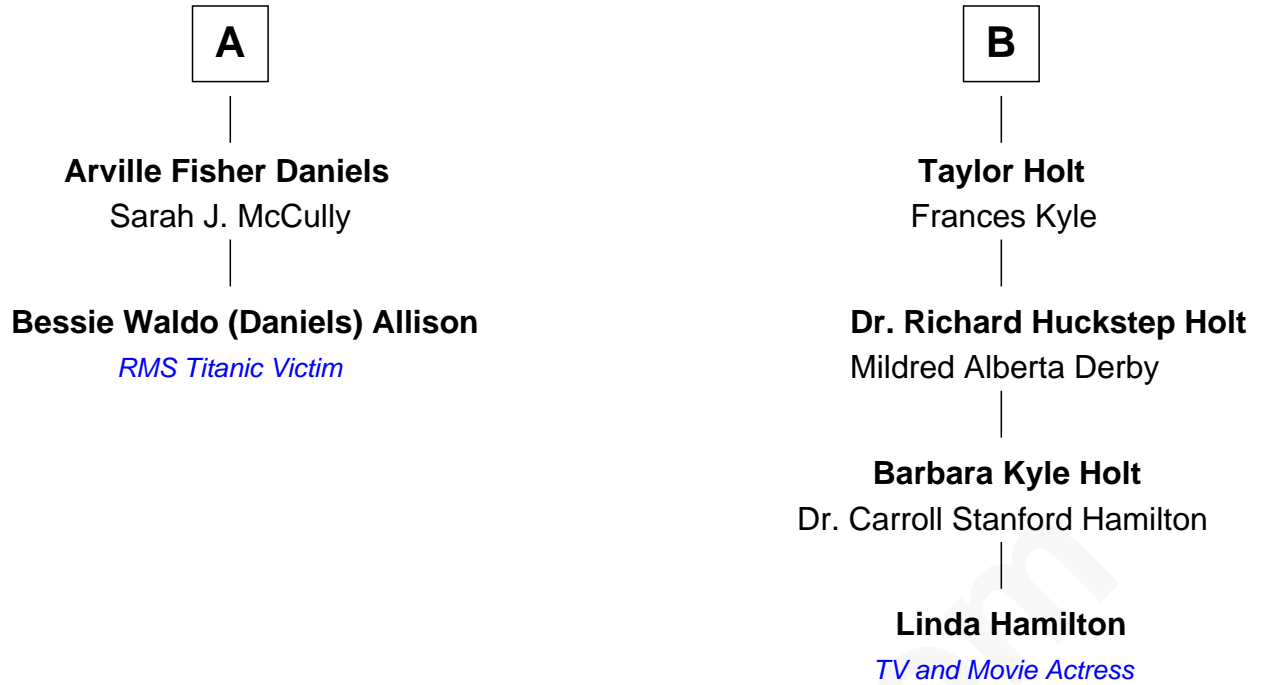 A
Arville Fisher Daniels
Sarah J. McCully
Bessie Waldo (Daniels) Allison
RMS Titanic Victim
B
Taylor Holt
Frances Kyle
Dr. Richard Huckstep Holt
Mildred Alberta Derby
Barbara Kyle Holt
Dr. Carroll Stanford Hamilton
Linda Hamilton
TV and Movie Actress